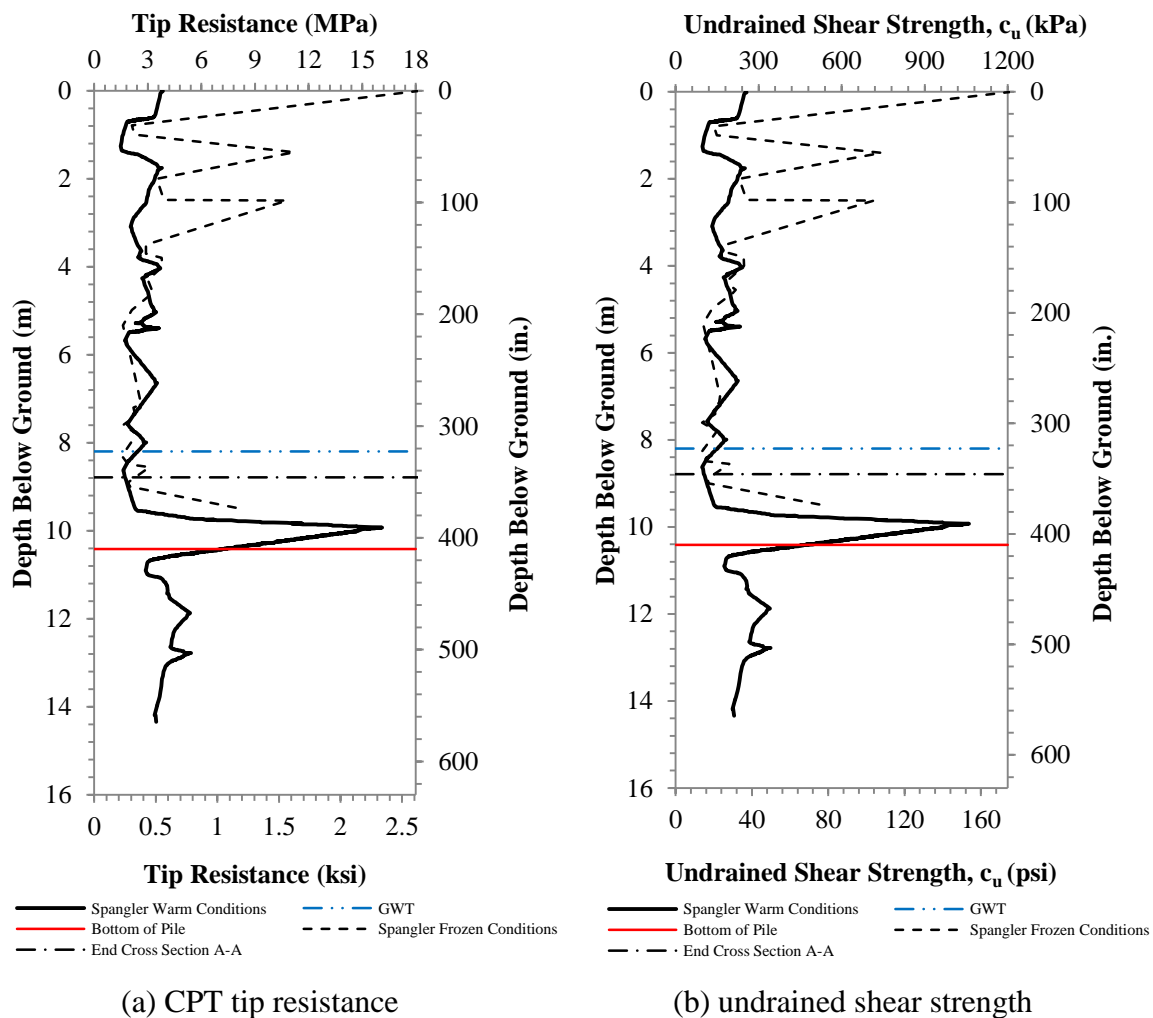 Tip Resistance (MPa)
0 3 6 9 12 15 18
0
2
4
6
8
10
12
14
16
Depth Below Ground (m)
0
100
200
300
400
500
600
Depth Below Ground (in.)
0 0.5 1 1.5 2 2.5
Tip Resistance (ksi)
Spangler Warm Conditions
GWT
Bottom of Pile
Spangler Frozen Conditions
End Cross Section A-A
(a) CPT tip resistance
Undrained Shear Strength, cu (kPa)
0 300 600 900 1200
0
2
4
6
8
10
12
14
16
Depth Below Ground (m)
0
100
200
300
400
500
600
Depth Below Ground (in.)
0 40 80 120 160
Undrained Shear Strength, cu (psi)
Spangler Warm Conditions
GWT
Bottom of Pile
Spangler Frozen Conditions
End Cross Section A-A
(b) undrained shear strength